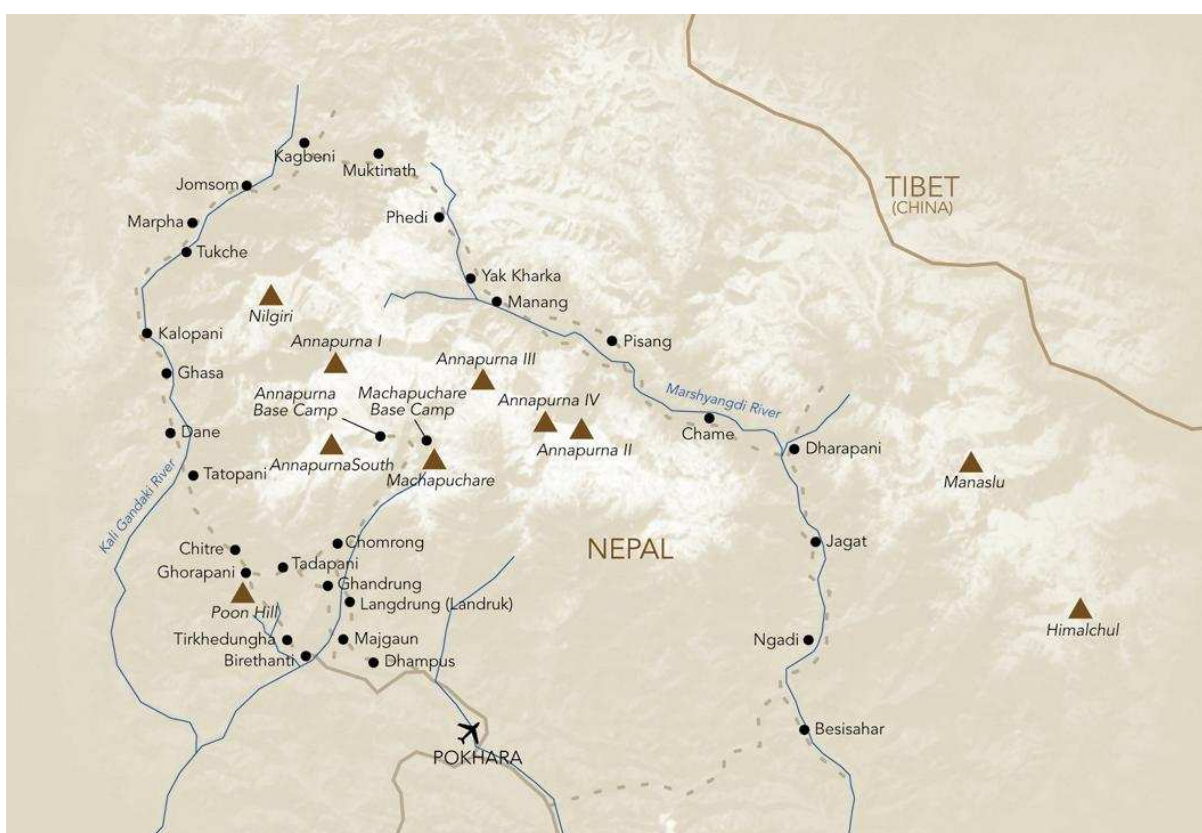 Kagbeni
Muktinath
Jomsom
TIBET
(CHINA)
Marpha
Phedi
Tukche
Yak Kharka
Manang
Nilgiri
Kalopani
Pisang
Annapurna I
Annapurna III
Ghasa
Annapurna
Base Camp
Machapuchare
Base Camp
Annapurna IV
Marshyangdi River
Chame
Dane
Annapurna II
Dharapani
AnnapurnaSouth
Tatopani
Machapuchare
Manaslu
Kali Gandaki River
Chitre
Chomrong
NEPAL
Jagat
Ghorapani
Tadapani
Ghandrung
Poon Hill
Langdrung (Landruk)
Himalchul
Tirkhedungha
Majgaun
Ngadi
Birethanti
Dhampus
Besisahar
POKHARA